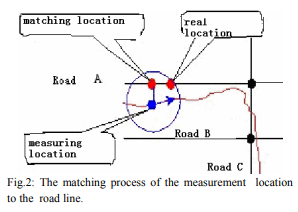 matching location
real
location
Road A
Road B
measuring
location
Road C
Fig.2: The matching process of the measurement location
to the road line.